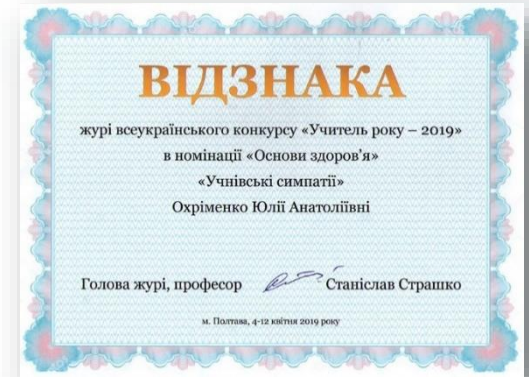 ВІДЗНАКА
журі всеукраїнського конкурсу «Учитель року – 2019»
в номінації «Основи здоров'я»
«Учнівські симпатії»
Охріменко Юлії Анатоліївні
Голова журі, професор Станіслав Страшко
м. Полтава, 4-12 квітня 2019 року